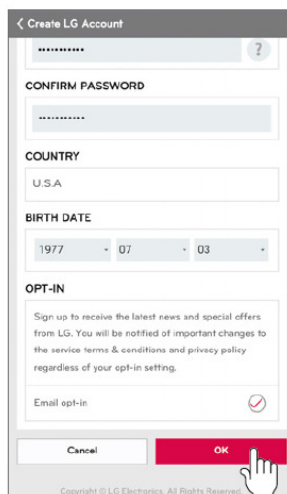 < Create LG Account
•••••••••••
?
CONFIRM PASSWORD
•••••••••••
COUNTRY
U.S.A
BIRTH DATE
1977 - 07 - 03 -
OPT-IN
Sign up to receive the latest news and special offers
from LG. You will be notified of important changes to
the service terms & conditions and privacy policy
regardless of your opt-in setting.
Email opt-in
Cancel OK
Copyright © LG Electronics. All Rights Reserved.